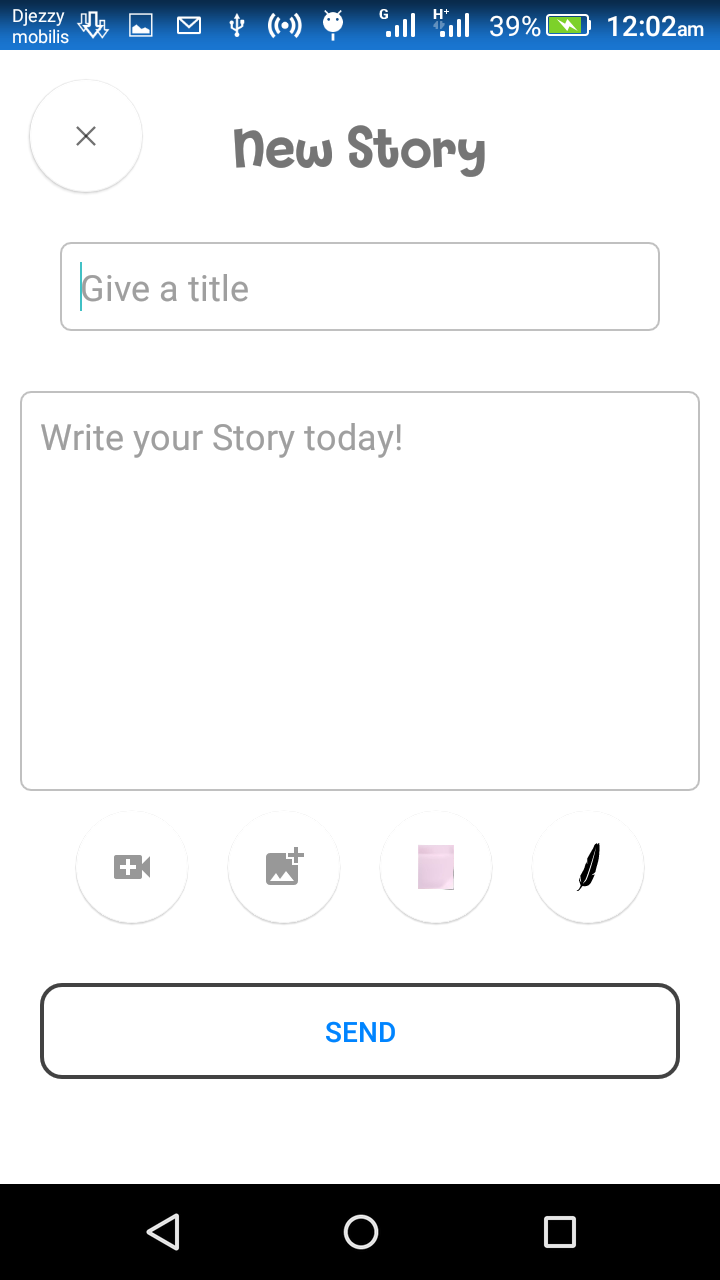 Djezzy G H+ 39% 12:02am
mobilis
New Story
Give a title
Write your Story today!
SEND